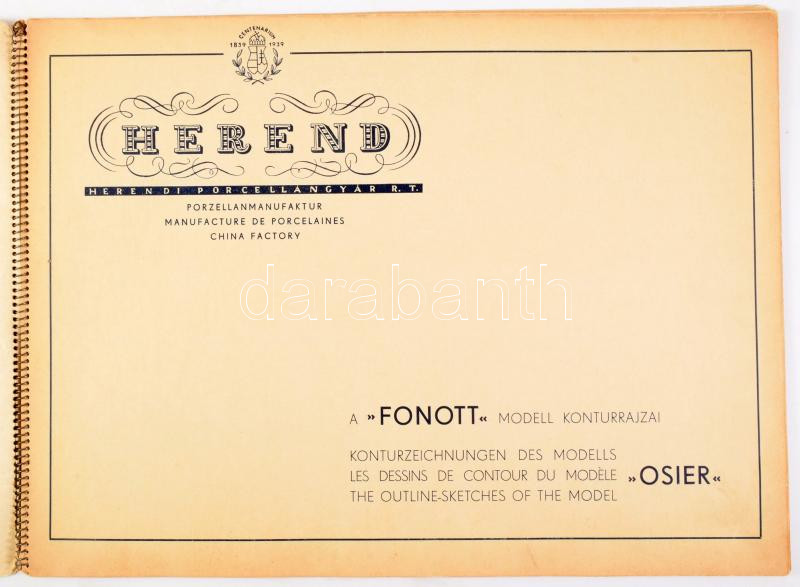 CENTENARIUM
1839 1939
HEREND
HERENDI PORCELLÁNGYÁR R. T.
PORZELLANMANUFAKTUR
MANUFACTURE DE PORCELAINES
CHINA FACTORY
darabanth
A »FONOTT« MODELL KONTURRAJZAI
KONTURZEICHNUNGEN DES MODELLS
LES DESSINS DE CONTOUR DU MODÈLE »OSIER«
THE OUTLINE-SKETCHES OF THE MODEL